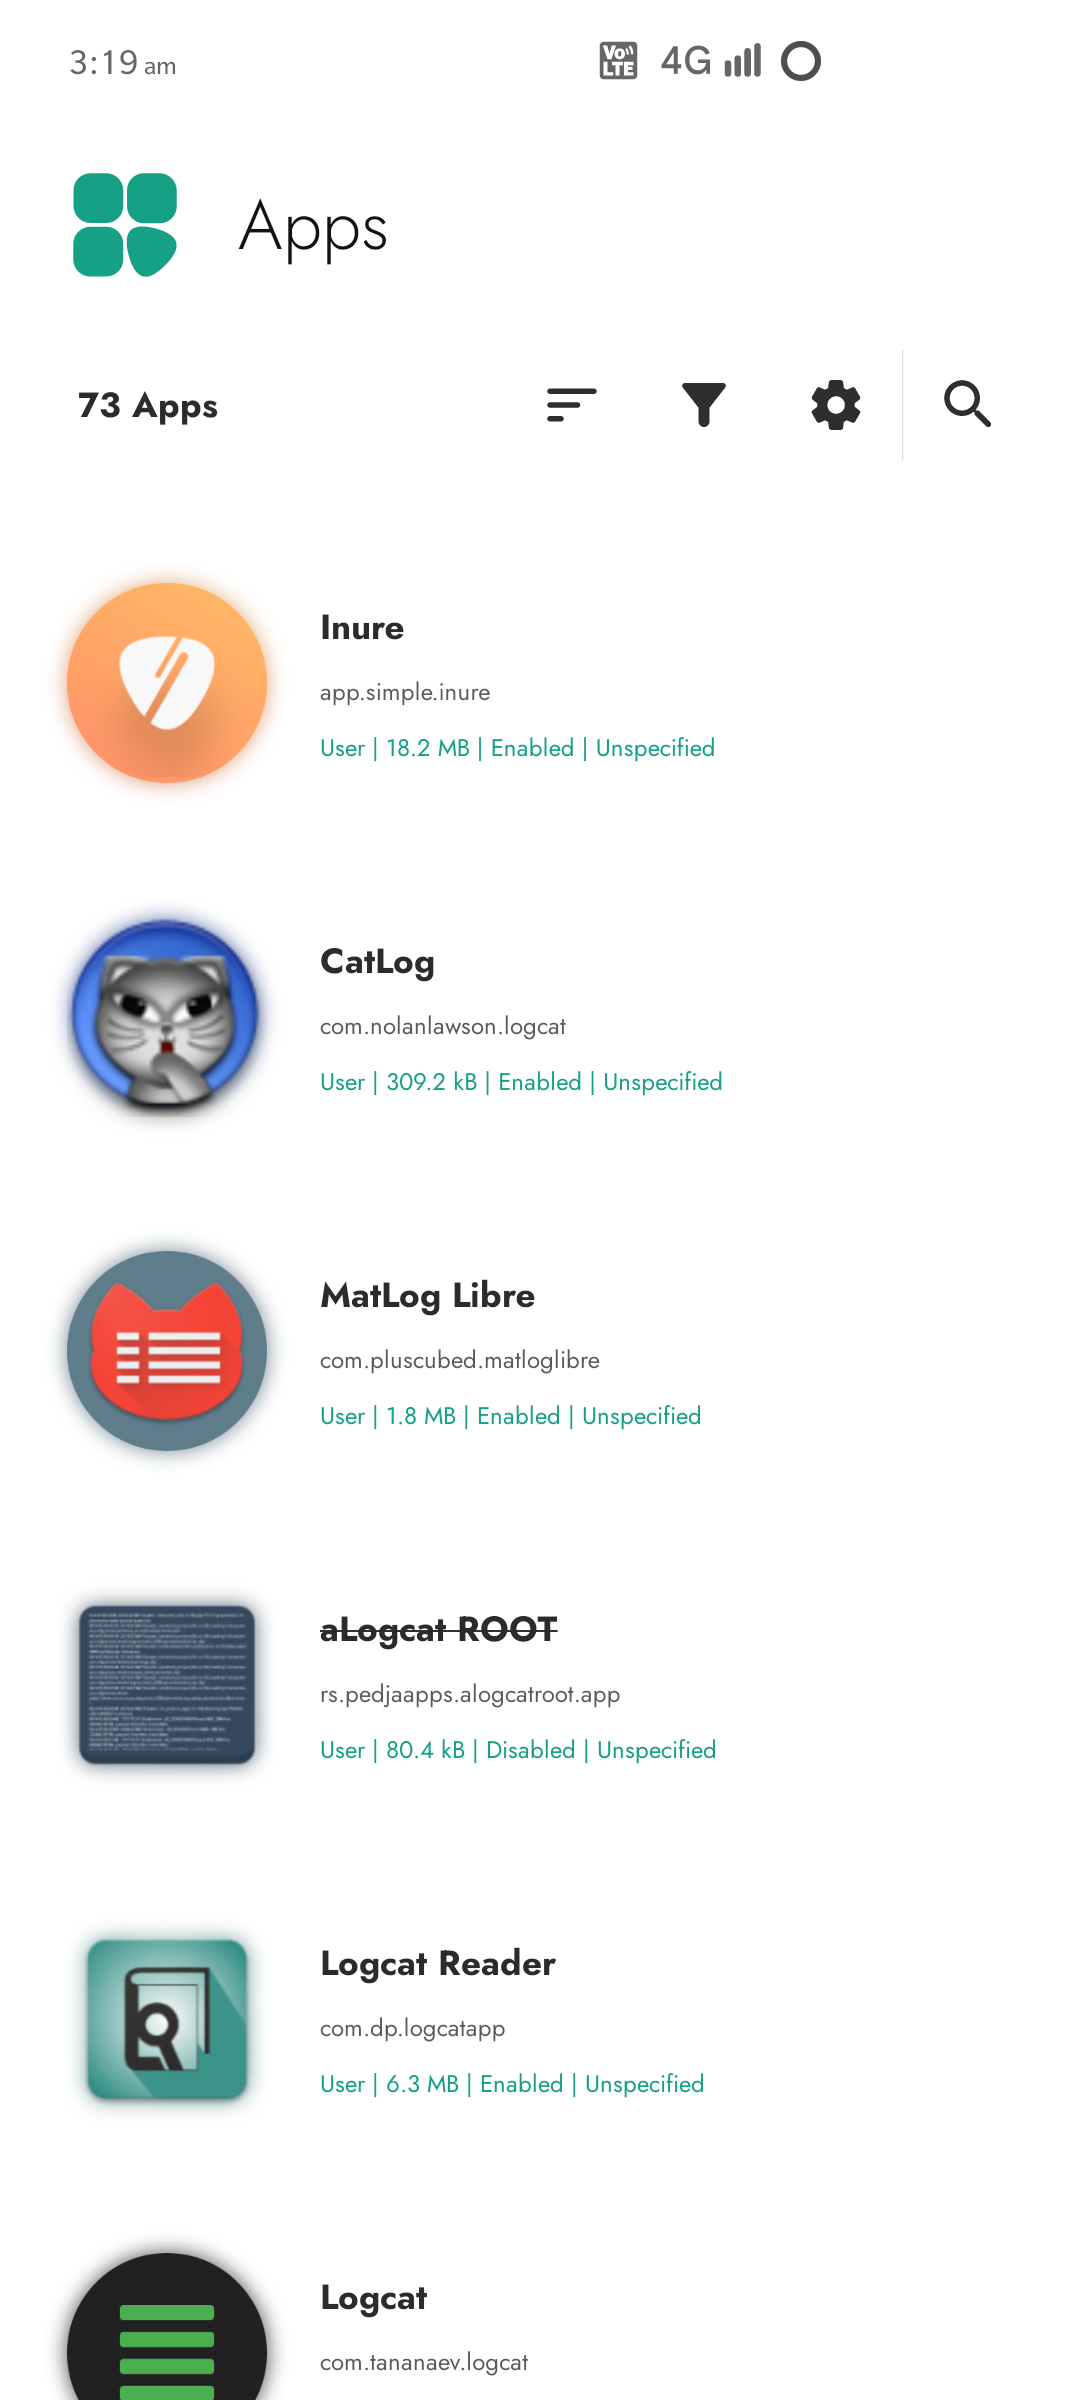 3:19 am
VoLTE 4G
Apps
73 Apps
Inure
app.simple.inure
User | 18.2 MB | Enabled | Unspecified
CatLog
com.nolanlawson.logcat
User | 309.2 kB | Enabled | Unspecified
MatLog Libre
com.pluscubed.matloglibre
User | 1.8 MB | Enabled | Unspecified
aLogcat ROOT
rs.pedjaapps.alogcatroot.app
User | 80.4 kB | Disabled | Unspecified
Logcat Reader
com.dp.logcatapp
User | 6.3 MB | Enabled | Unspecified
Logcat
com.tananaev.logcat